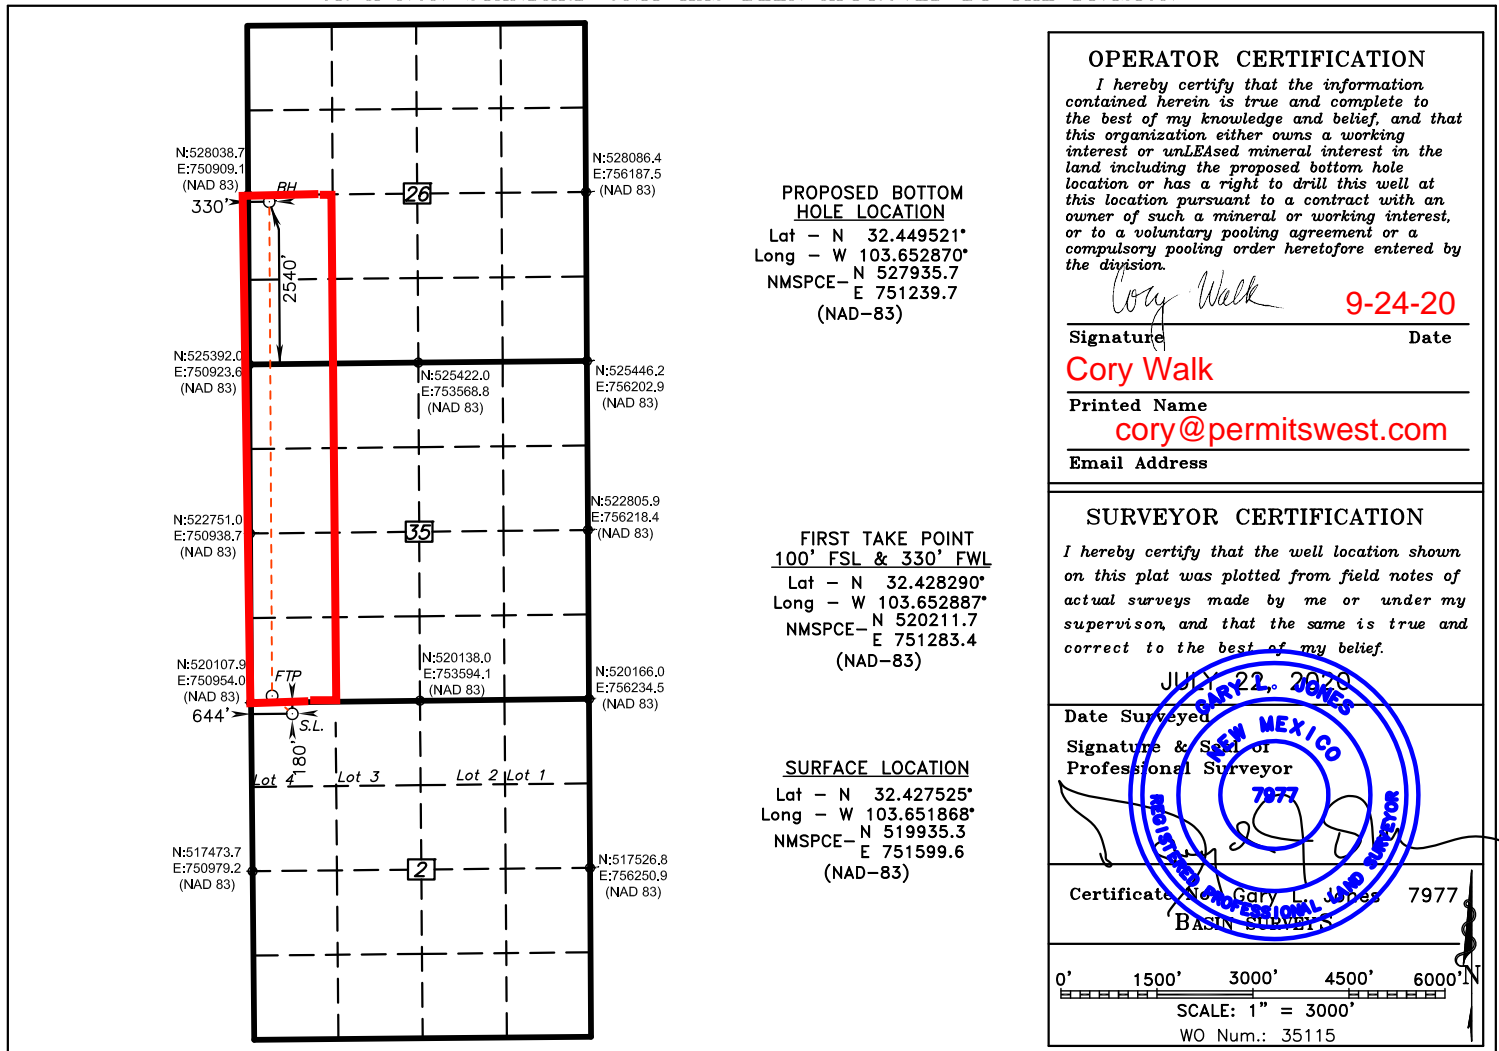 N:528038.7
E:750909.1
(NAD 83)
BH
330'
26
N:528086.4
E:756187.5
(NAD 83)
2540'
N:525392.0
E:750923.6
(NAD 83)
N:525422.0
E:753568.8
(NAD 83)
N:525446.2
E:756202.9
(NAD 83)
N:522751.0
E:750938.7
(NAD 83)
35
N:522805.9
E:756218.4
(NAD 83)
N:520107.9
E:750954.0
(NAD 83)
FTP
N:520138.0
E:753594.1
(NAD 83)
N:520166.0
E:756234.5
(NAD 83)
644'
S.L.
180'
Lot 4 Lot 3 Lot 2 Lot 1
N:517473.7
E:750979.2
(NAD 83)
2
N:517526.8
E:756250.9
(NAD 83)
PROPOSED BOTTOM
HOLE LOCATION
Lat - N 32.449521°
Long - W 103.652870°
NMSPCE- N 527935.7
E 751239.7
(NAD-83)
FIRST TAKE POINT
100' FSL & 330' FWL
Lat - N 32.428290°
Long - W 103.652887°
NMSPCE- N 520211.7
E 751283.4
(NAD-83)
SURFACE LOCATION
Lat - N 32.427525°
Long - W 103.651868°
NMSPCE- N 519935.3
E 751599.6
(NAD-83)
OPERATOR CERTIFICATION
I hereby certify that the information
contained herein is true and complete to
the best of my knowledge and belief, and that
this organization either owns a working
interest or unLEAsed mineral interest in the
land including the proposed bottom hole
location or has a right to drill this well at
this location pursuant to a contract with an
owner of such a mineral or working interest,
or to a voluntary pooling agreement or a
compulsory pooling order heretofore entered by
the division.
Cory Walk
9-24-20
Signature Date
Cory Walk
Printed Name
cory@permitswest.com
Email Address
SURVEYOR CERTIFICATION
I hereby certify that the well location shown
on this plat was plotted from field notes of
actual surveys made by me or under my
supervison, and that the same is true and
correct to the best of my belief.
JULY 22, 2020
Date Surveyed
Signature & Seal of
Professional Surveyor
GARY L. JONES
NEW MEXICO
7977
REGISTERED PROFESSIONAL LAND SURVEYOR
Certificate No. Gary L. Jones 7977
BASIN SURVEYS
0' 1500' 3000' 4500' 6000'
N
SCALE: 1" = 3000'
WO Num.: 35115